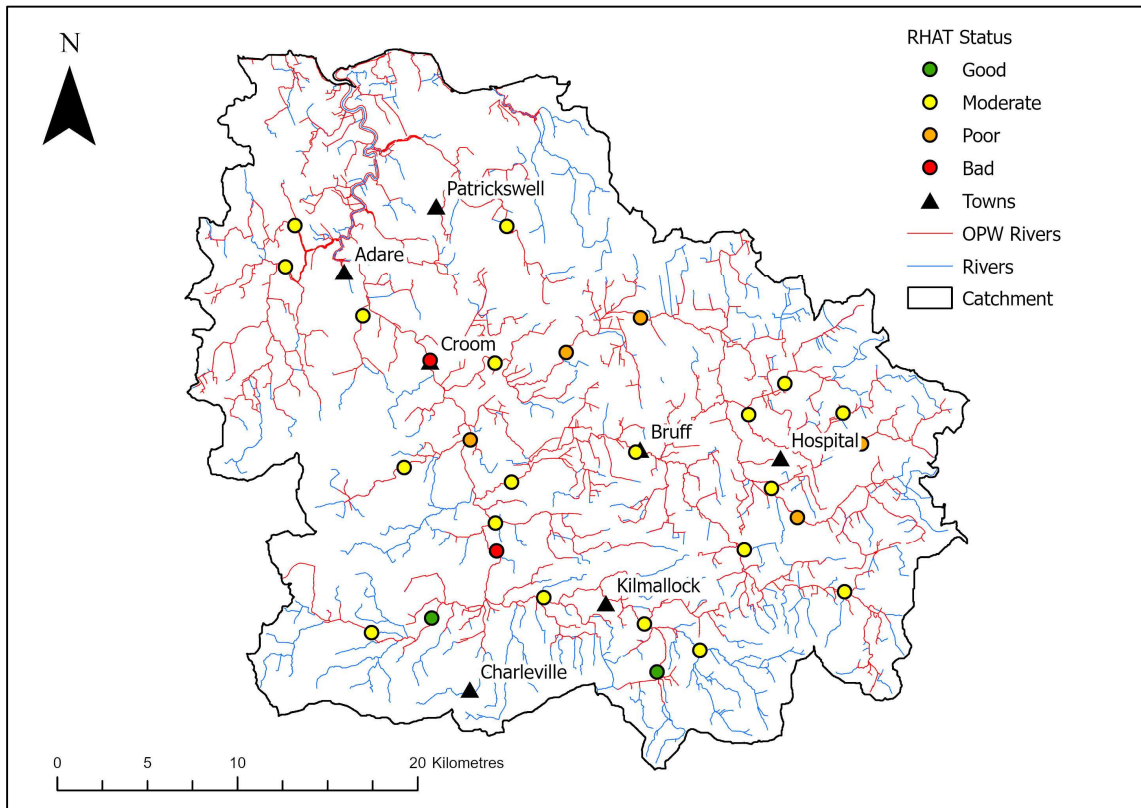 N
RHAT Status
Good
Moderate
Poor
Bad
Towns
OPW Rivers
Rivers
Catchment
Patrickswell
Adare
Croom
Bruff
Hospital
Kilmallock
Charleville
0 5 10 20 Kilometres